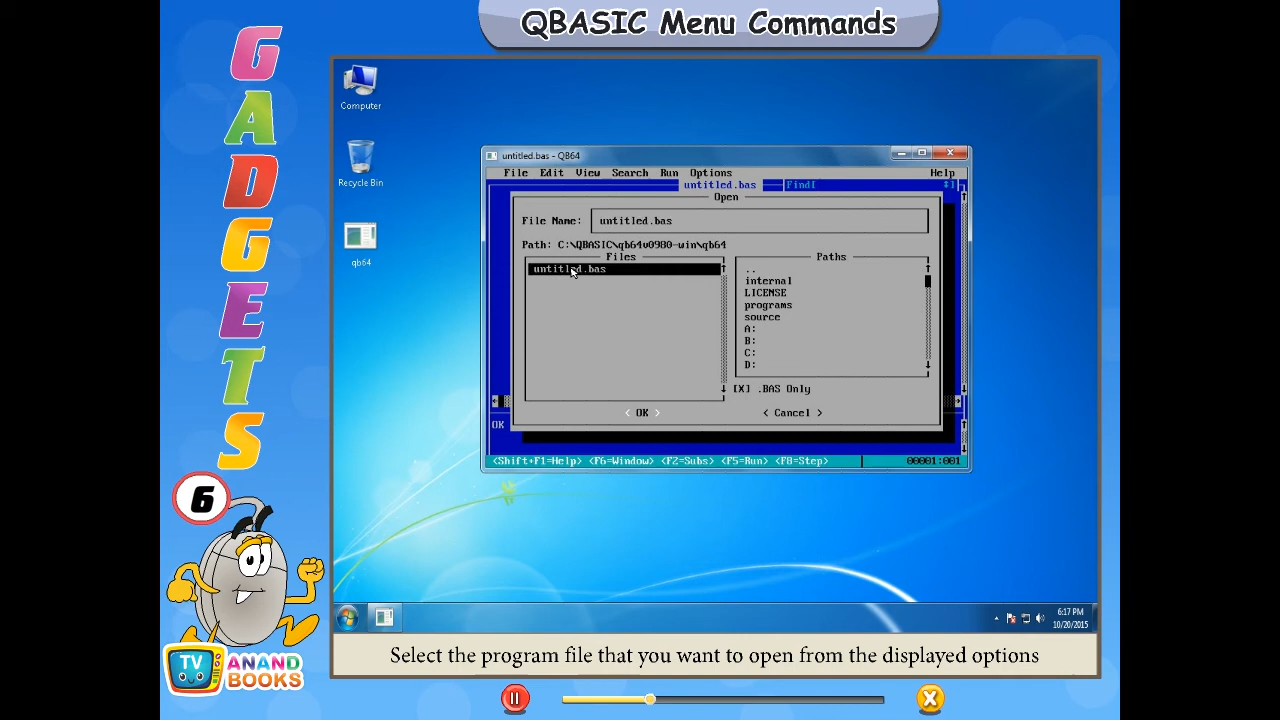 QBASIC Menu Commands
GADGETS
6
TV
ANAND
BOOKS
Computer
Recycle Bin
qb64
untitled.bas - QB64
File Edit View Search Run Options Help
untitled.bas Find[
Open
File Name: untitled.bas
Path: C:\QBASIC\qb64v0980-win\qb64
Files
untitled.bas
Paths
..
internal
LICENSE
programs
source
A:
B:
C:
D:
[X] .BAS Only
< OK >
< Cancel >
OK
<Shift+F1=Help> <F6=Window> <F2=Subs> <F5=Run> <F8=Step> 00001:001
6:17 PM
10/20/2015
Select the program file that you want to open from the displayed options